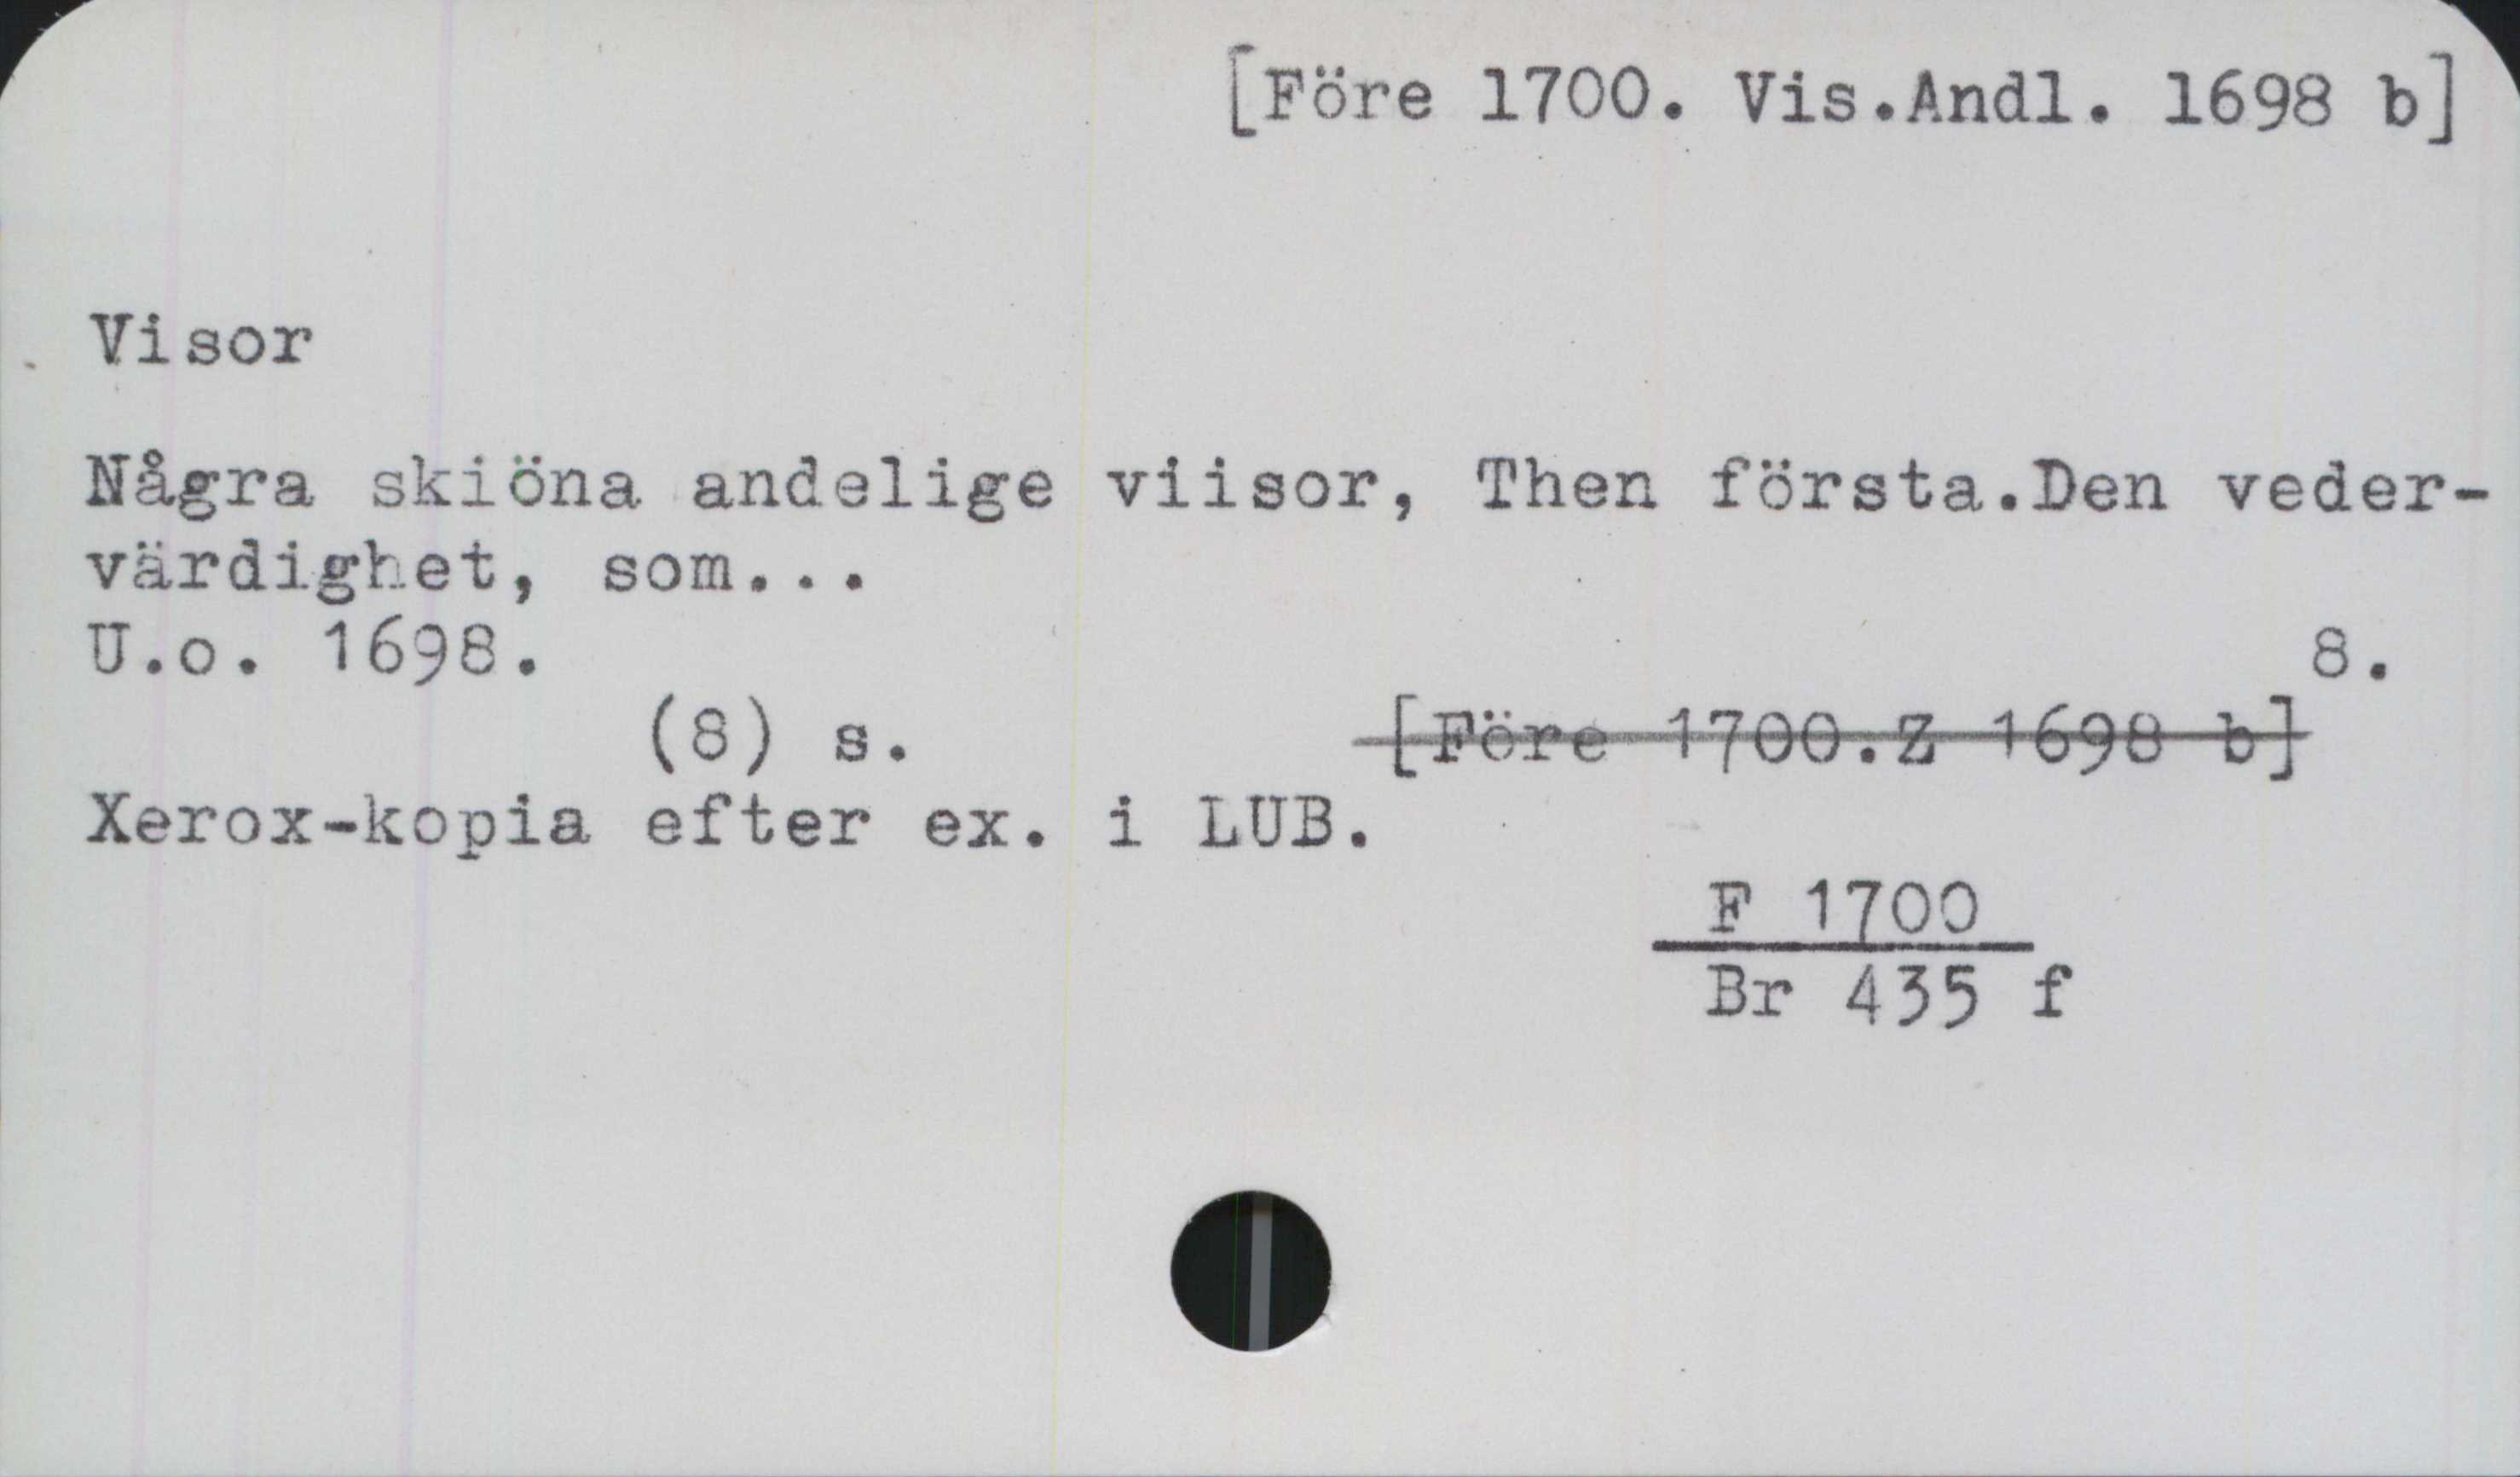 [Före 1700. Vis.Andl. 1698 b]
Visor
Några skiöna andelige viisor, Then första.Den veder-
värdighet, som...
U.o. 1698. 8.
(8) s. [Före 1700.Z 1698 b]
Xerox-kopia efter ex. i LUB.
F 1700
Br 435 f